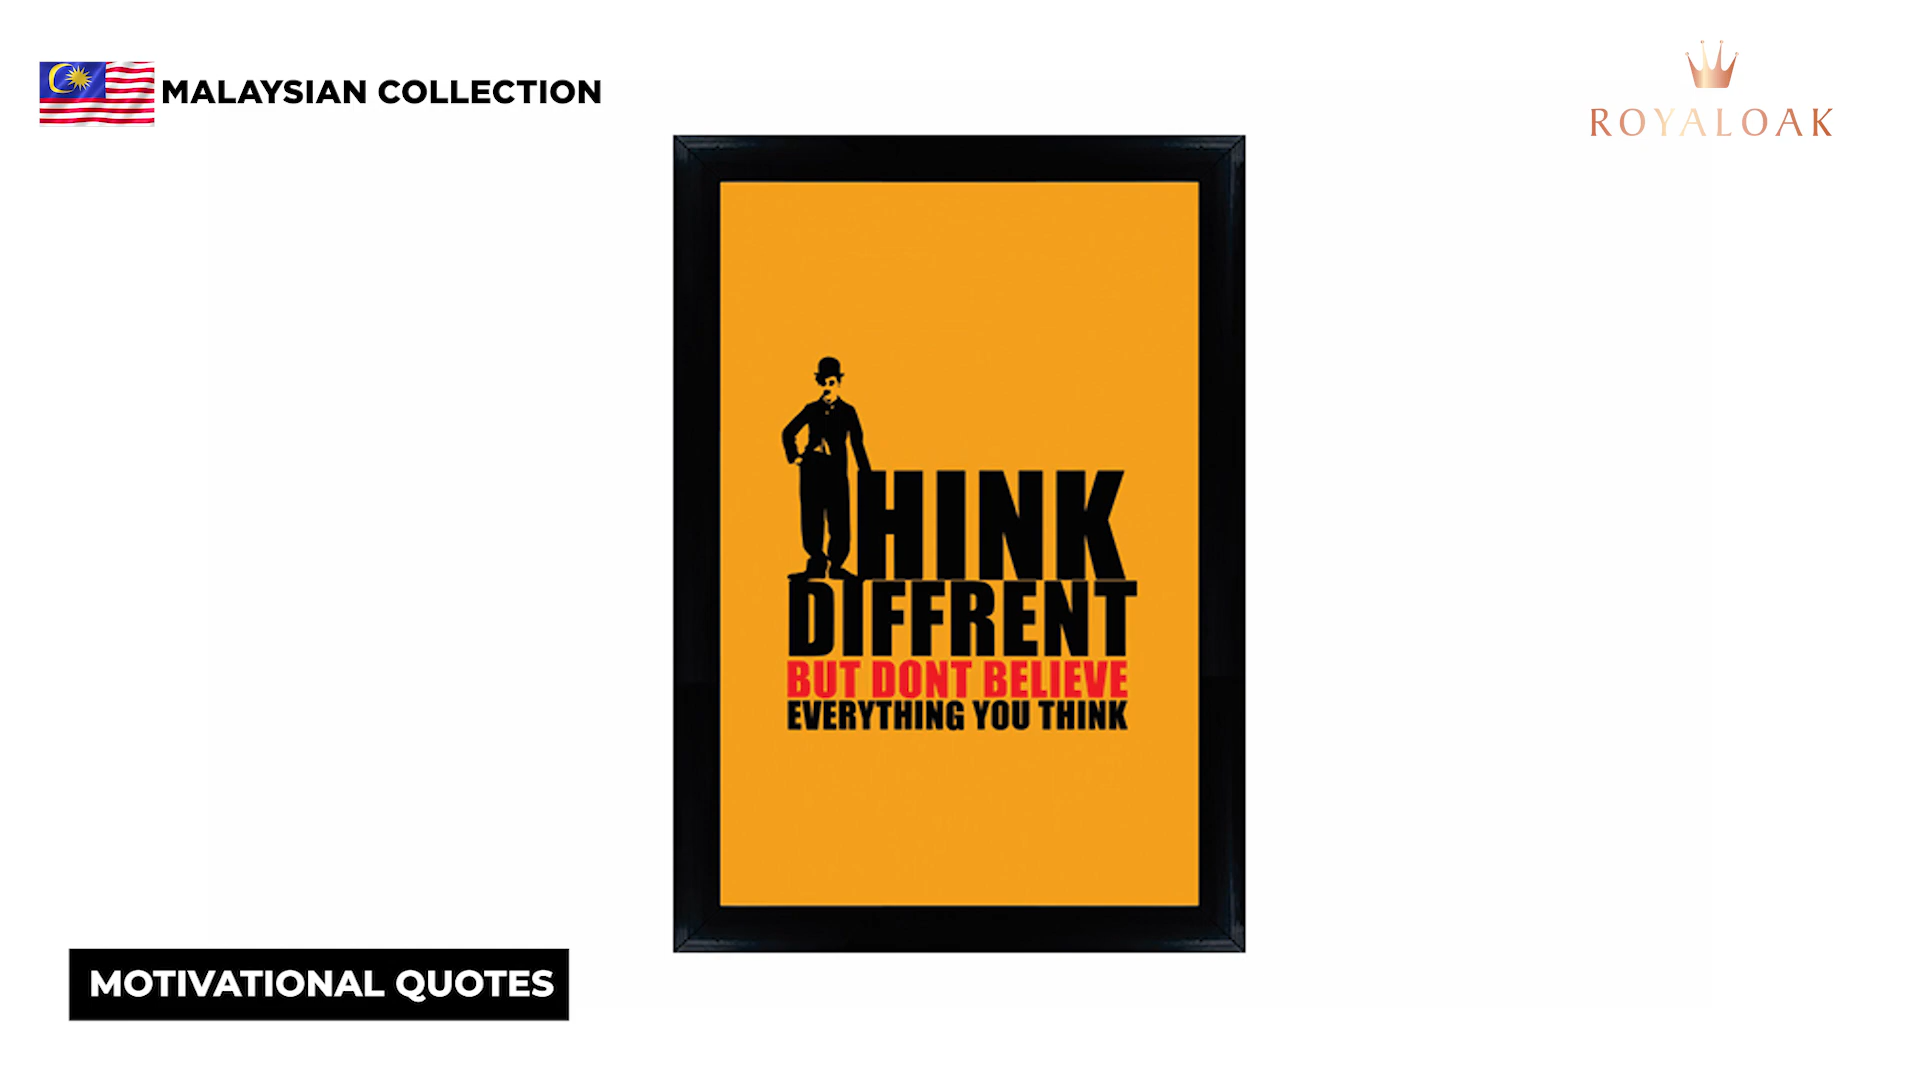 MALAYSIAN COLLECTION
ROYALOAK
HINK
DIFFRENT
BUT DONT BELIEVE
EVERYTHING YOU THINK
MOTIVATIONAL QUOTES